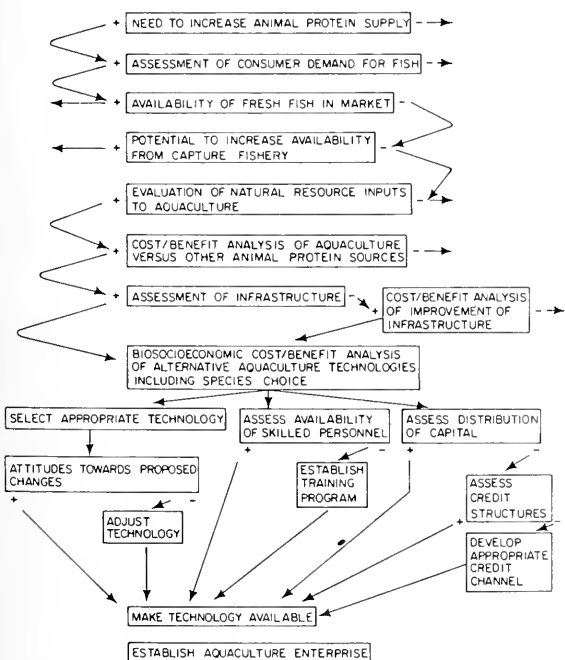 + NEED TO INCREASE ANIMAL PROTEIN SUPPLY -
+ ASSESSMENT OF CONSUMER DEMAND FOR FISH -
+ AVAILABILITY OF FRESH FISH IN MARKET -
+ POTENTIAL TO INCREASE AVAILABILITY -
FROM CAPTURE FISHERY
+ EVALUATION OF NATURAL RESOURCE INPUTS -
TO AQUACULTURE
+ COST/BENEFIT ANALYSIS OF AQUACULTURE -
VERSUS OTHER ANIMAL PROTEIN SOURCES
+ ASSESSMENT OF INFRASTRUCTURE -
+ COST/BENEFIT ANALYSIS -
OF IMPROVEMENT OF
INFRASTRUCTURE
BIOSOCIOECONOMIC COST/BENEFIT ANALYSIS
OF ALTERNATIVE AQUACULTURE TECHNOLOGIES
INCLUDING SPECIES CHOICE
SELECT APPROPRIATE TECHNOLOGY
ASSESS AVAILABILITY
OF SKILLED PERSONNEL
+ -
ASSESS DISTRIBUTION
OF CAPITAL
+ -
ATTITUDES TOWARDS PROPOSED
CHANGES
+ -
ADJUST
TECHNOLOGY
ESTABLISH
TRAINING
PROGRAM
ASSESS
CREDIT
STRUCTURES
+ -
DEVELOP
APPROPRIATE
CREDIT
CHANNEL
MAKE TECHNOLOGY AVAILABLE
ESTABLISH AQUACULTURE ENTERPRISE